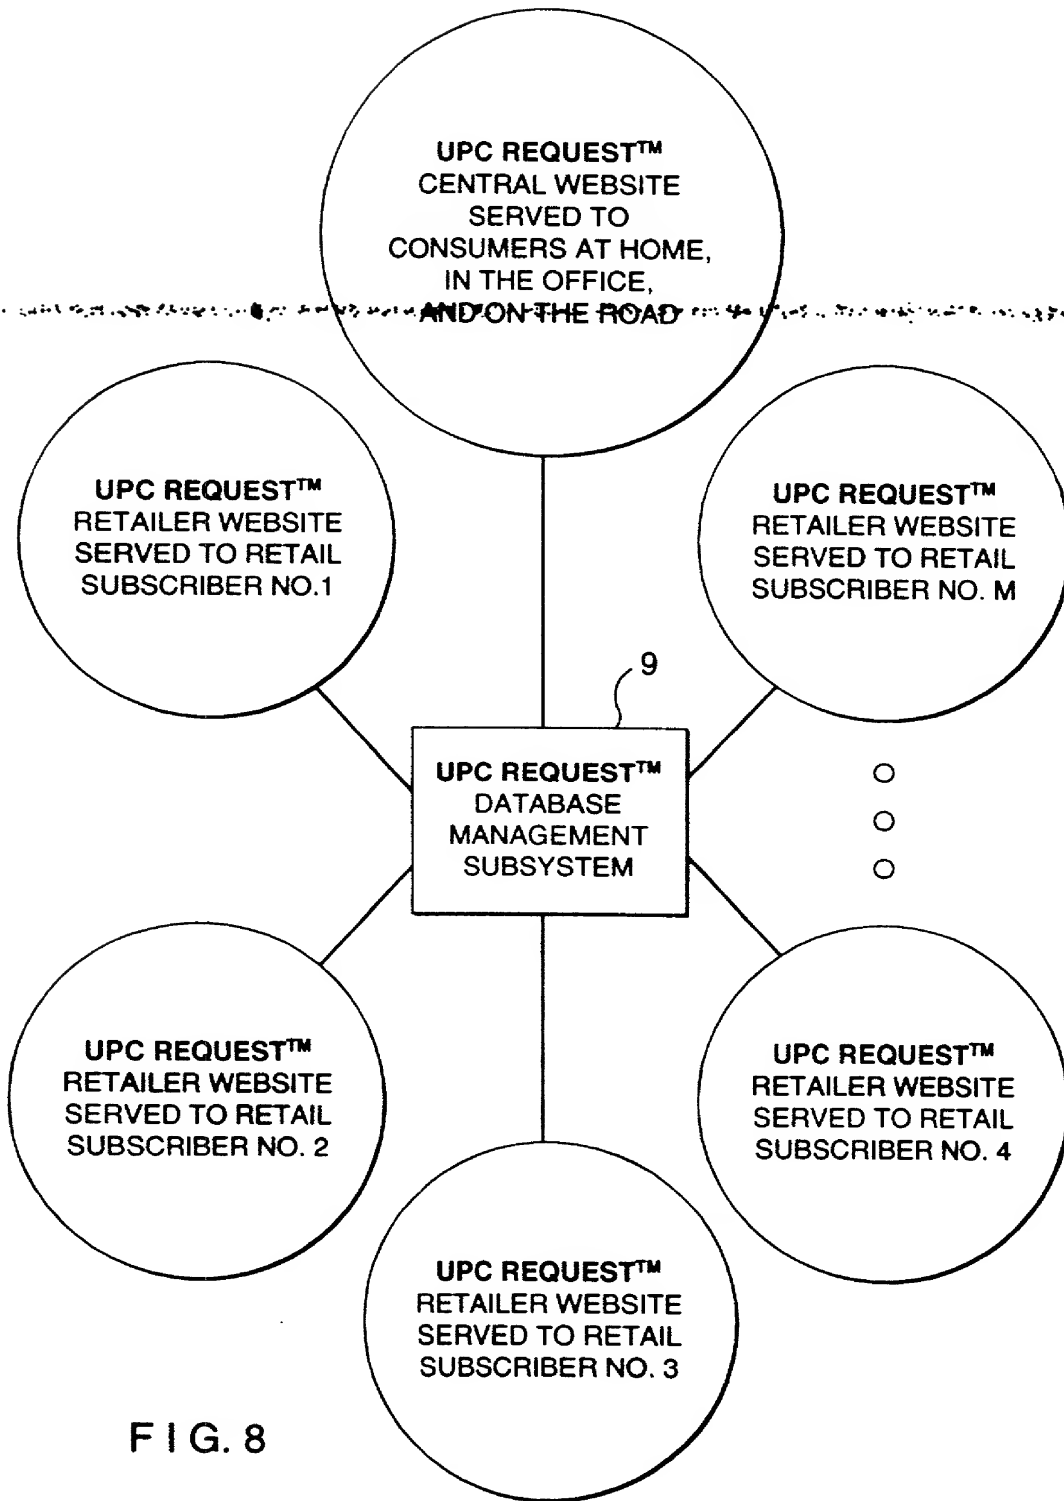 UPC REQUEST™
CENTRAL WEBSITE
SERVED TO
CONSUMERS AT HOME,
IN THE OFFICE,
AND ON THE ROAD
UPC REQUEST™
RETAILER WEBSITE
SERVED TO RETAIL
SUBSCRIBER NO.1
UPC REQUEST™
RETAILER WEBSITE
SERVED TO RETAIL
SUBSCRIBER NO. M
9
UPC REQUEST™
DATABASE
MANAGEMENT
SUBSYSTEM
UPC REQUEST™
RETAILER WEBSITE
SERVED TO RETAIL
SUBSCRIBER NO. 2
UPC REQUEST™
RETAILER WEBSITE
SERVED TO RETAIL
SUBSCRIBER NO. 4
UPC REQUEST™
RETAILER WEBSITE
SERVED TO RETAIL
SUBSCRIBER NO. 3
FIG. 8